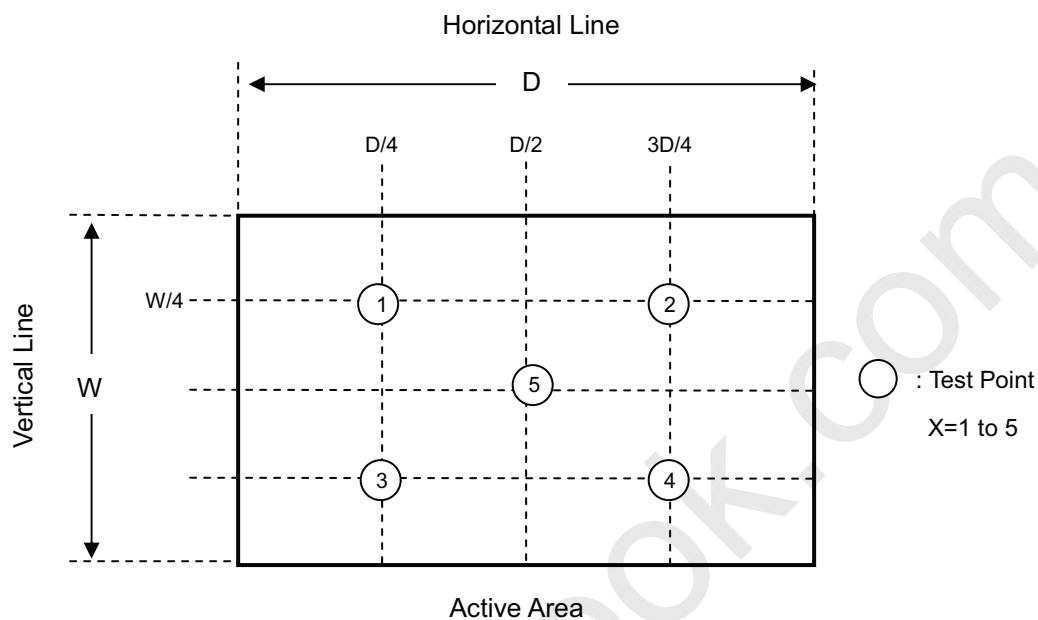 Horizontal Line
D
D/4 D/2 3D/4
W/4
1 2
Vertical Line
W
5
: Test Point
X=1 to 5
3 4
Active Area